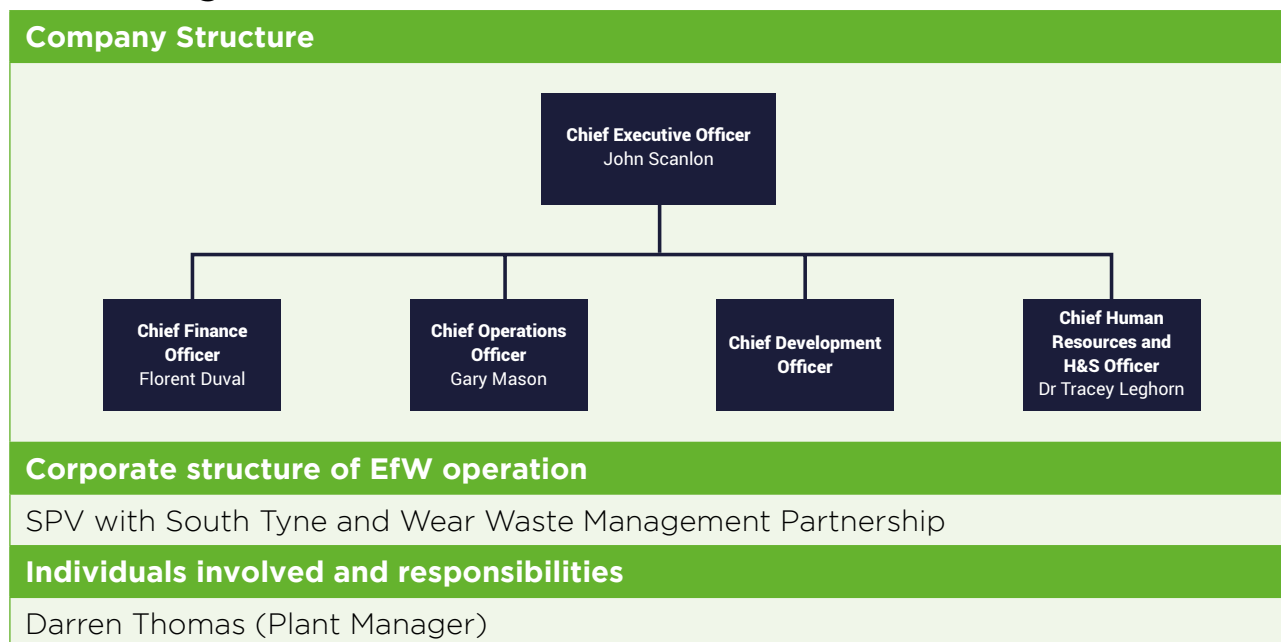 Company Structure
Chief Executive Officer
John Scanlon
Chief Finance
Officer
Florent Duval
Chief Operations
Officer
Gary Mason
Chief Development
Officer
Chief Human
Resources and
H&S Officer
Dr Tracey Leghorn
Corporate structure of EfW operation
SPV with South Tyne and Wear Waste Management Partnership
Individuals involved and responsibilities
Darren Thomas (Plant Manager)